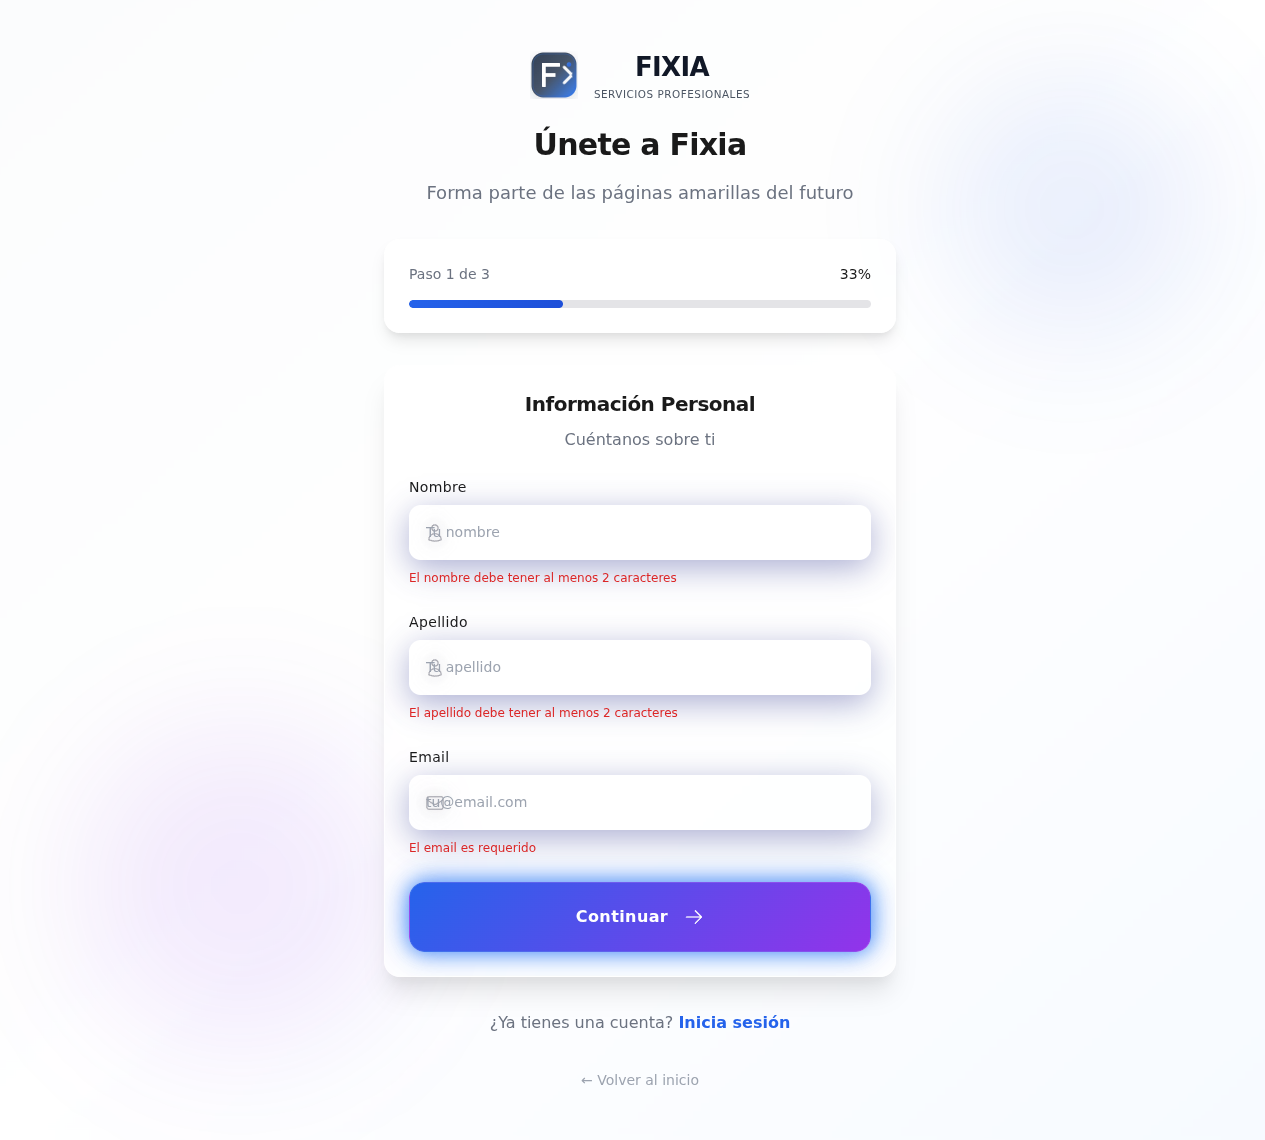 FIXIA
SERVICIOS PROFESIONALES
Únete a Fixia
Forma parte de las páginas amarillas del futuro
Paso 1 de 3
33%
Información Personal
Cuéntanos sobre ti
Nombre
Tu nombre
El nombre debe tener al menos 2 caracteres
Apellido
Tu apellido
El apellido debe tener al menos 2 caracteres
Email
tu@email.com
El email es requerido
Continuar →
¿Ya tienes una cuenta? Inicia sesión
← Volver al inicio